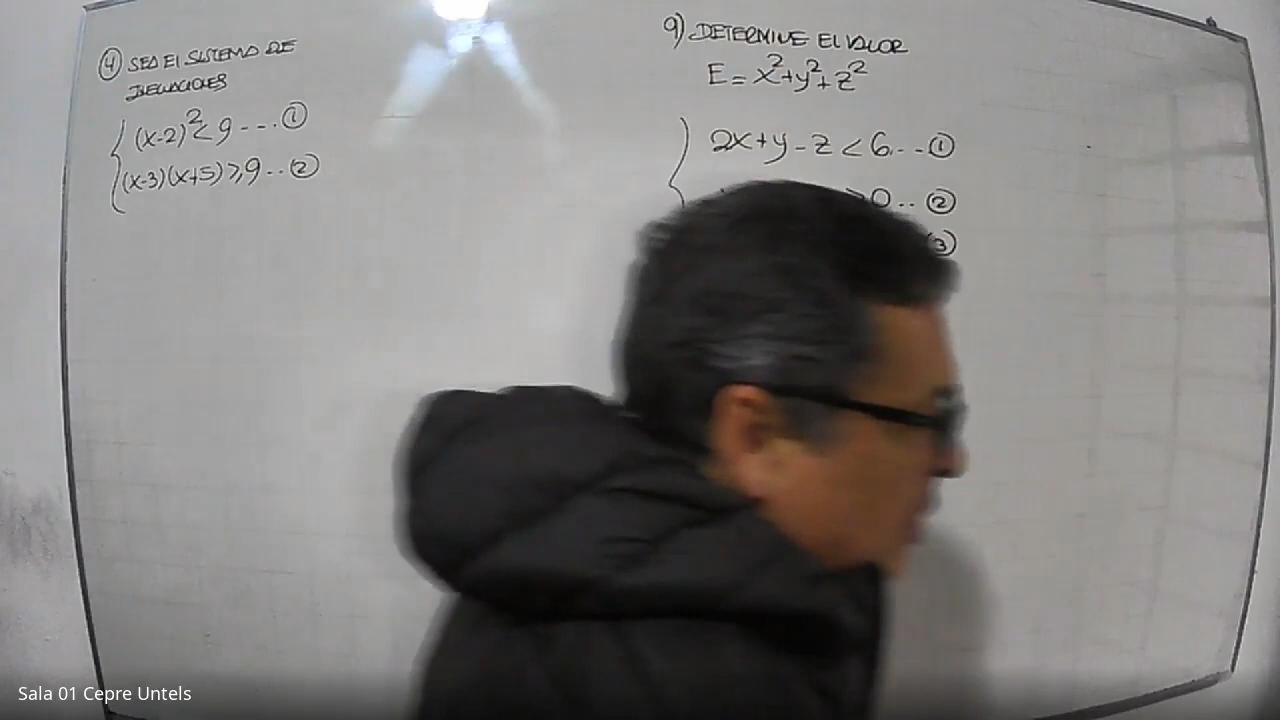 ④ SEA El SISTEMA DE
INECUACIONES
(x-2)² < 9 --- . ①
(x-3)(x+5) ⩾ 9 .. ②
9) DETERMINE El VALOR
E = x²+y²+z²
2x+y-z < 6. -- ①
>0 .. ②
③
Sala 01 Cepre Untels